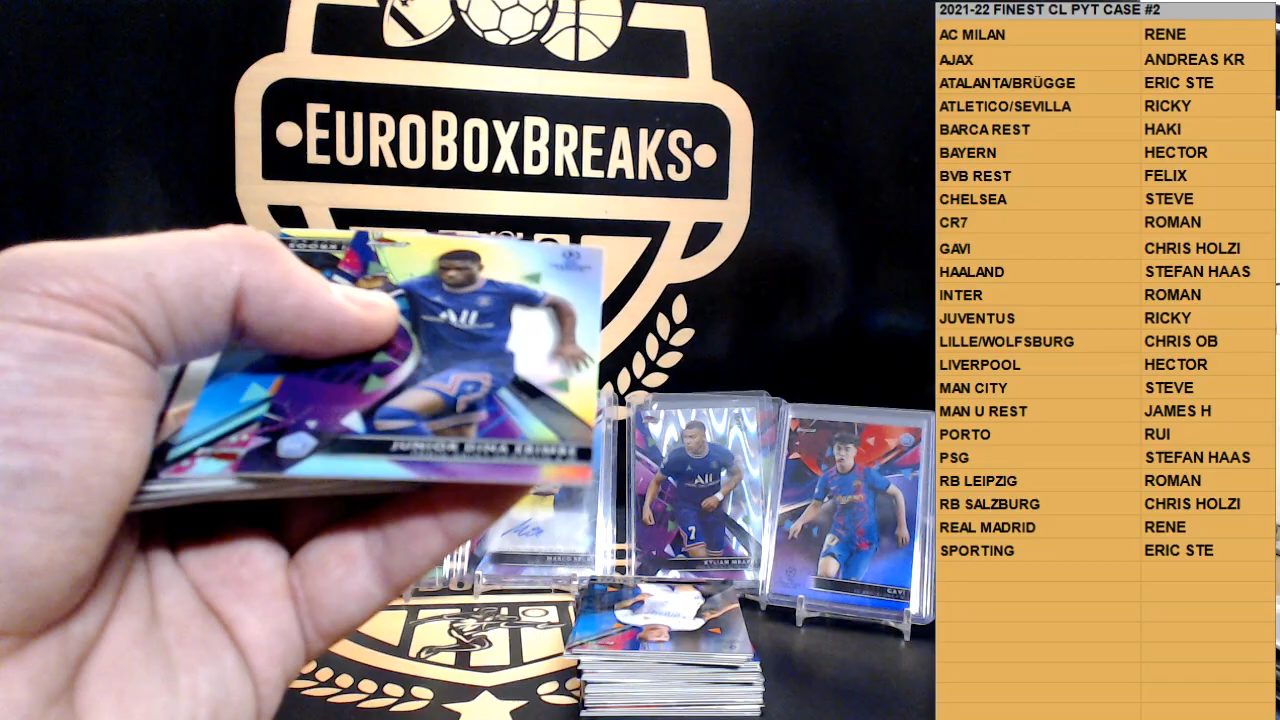 EUROBOXBREAKS
JUNIOR DINA EBIMBE
KYLIAN MBAPPÉ
GAVI
2021-22 FINEST CL PYT CASE #2
AC MILAN RENE
AJAX ANDREAS KR
ATALANTA/BRÜGGE ERIC STE
ATLETICO/SEVILLA RICKY
BARCA REST HAKI
BAYERN HECTOR
BVB REST FELIX
CHELSEA STEVE
CR7 ROMAN
GAVI CHRIS HOLZI
HAALAND STEFAN HAAS
INTER ROMAN
JUVENTUS RICKY
LILLE/WOLFSBURG CHRIS OB
LIVERPOOL HECTOR
MAN CITY STEVE
MAN U REST JAMES H
PORTO RUI
PSG STEFAN HAAS
RB LEIPZIG ROMAN
RB SALZBURG CHRIS HOLZI
REAL MADRID RENE
SPORTING ERIC STE